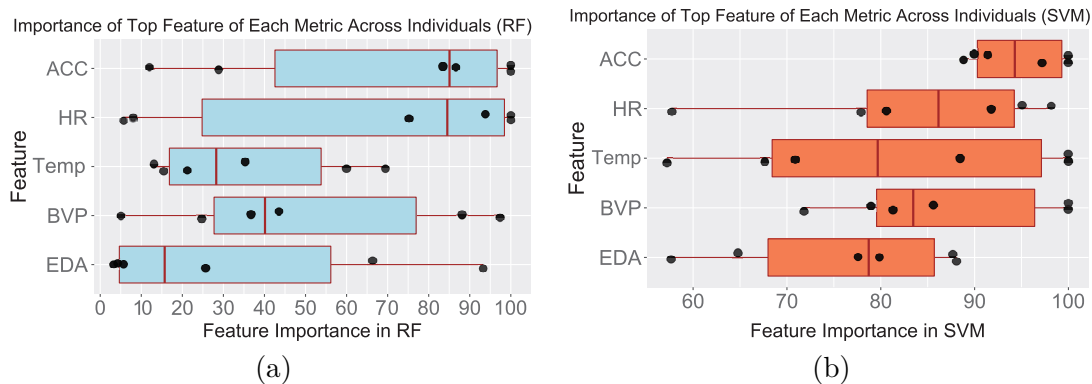 Importance of Top Feature of Each Metric Across Individuals (RF)
ACC
HR
Temp
BVP
EDA
Feature
0 10 20 30 40 50 60 70 80 90 100
Feature Importance in RF
(a)
Importance of Top Feature of Each Metric Across Individuals (SVM)
ACC
HR
Temp
BVP
EDA
Feature
60 70 80 90 100
Feature Importance in SVM
(b)